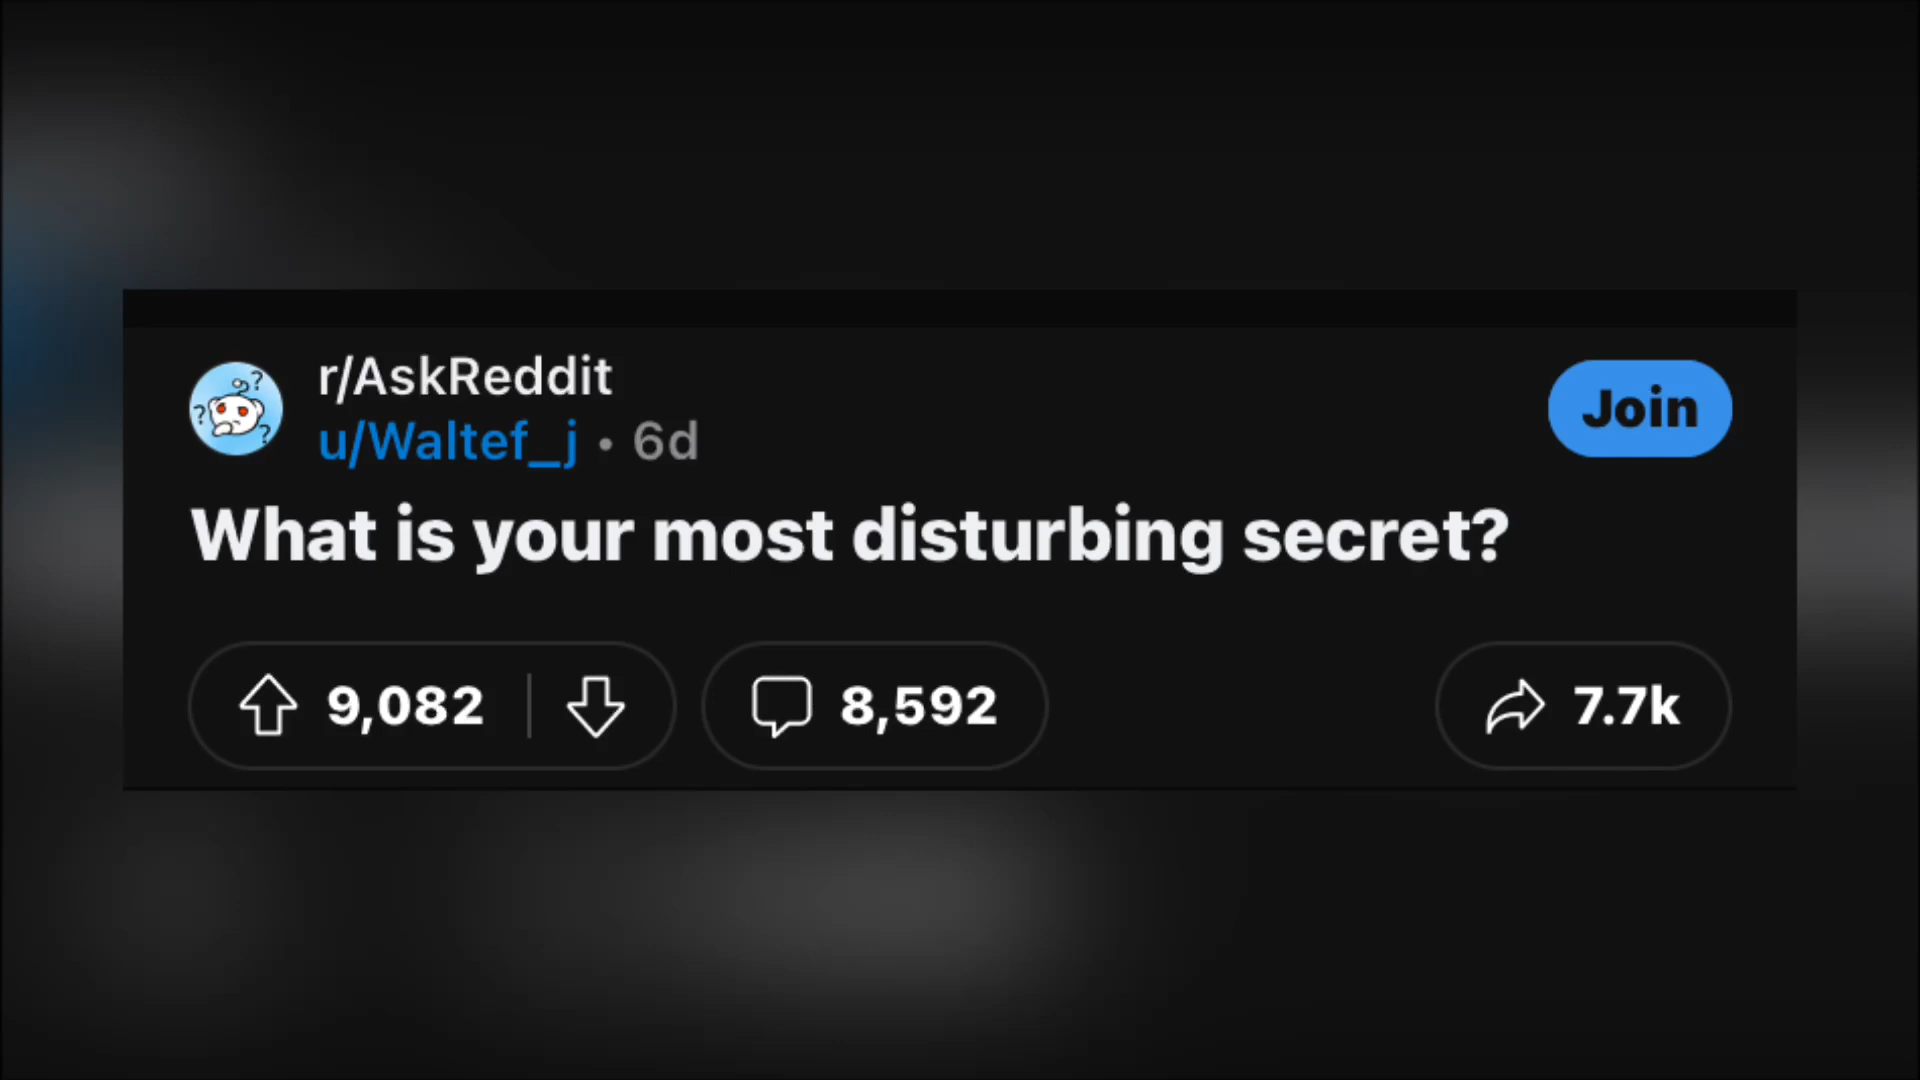 r/AskReddit
Join
u/Waltef_j • 6d
What is your most disturbing secret?
9,082
8,592
7.7k